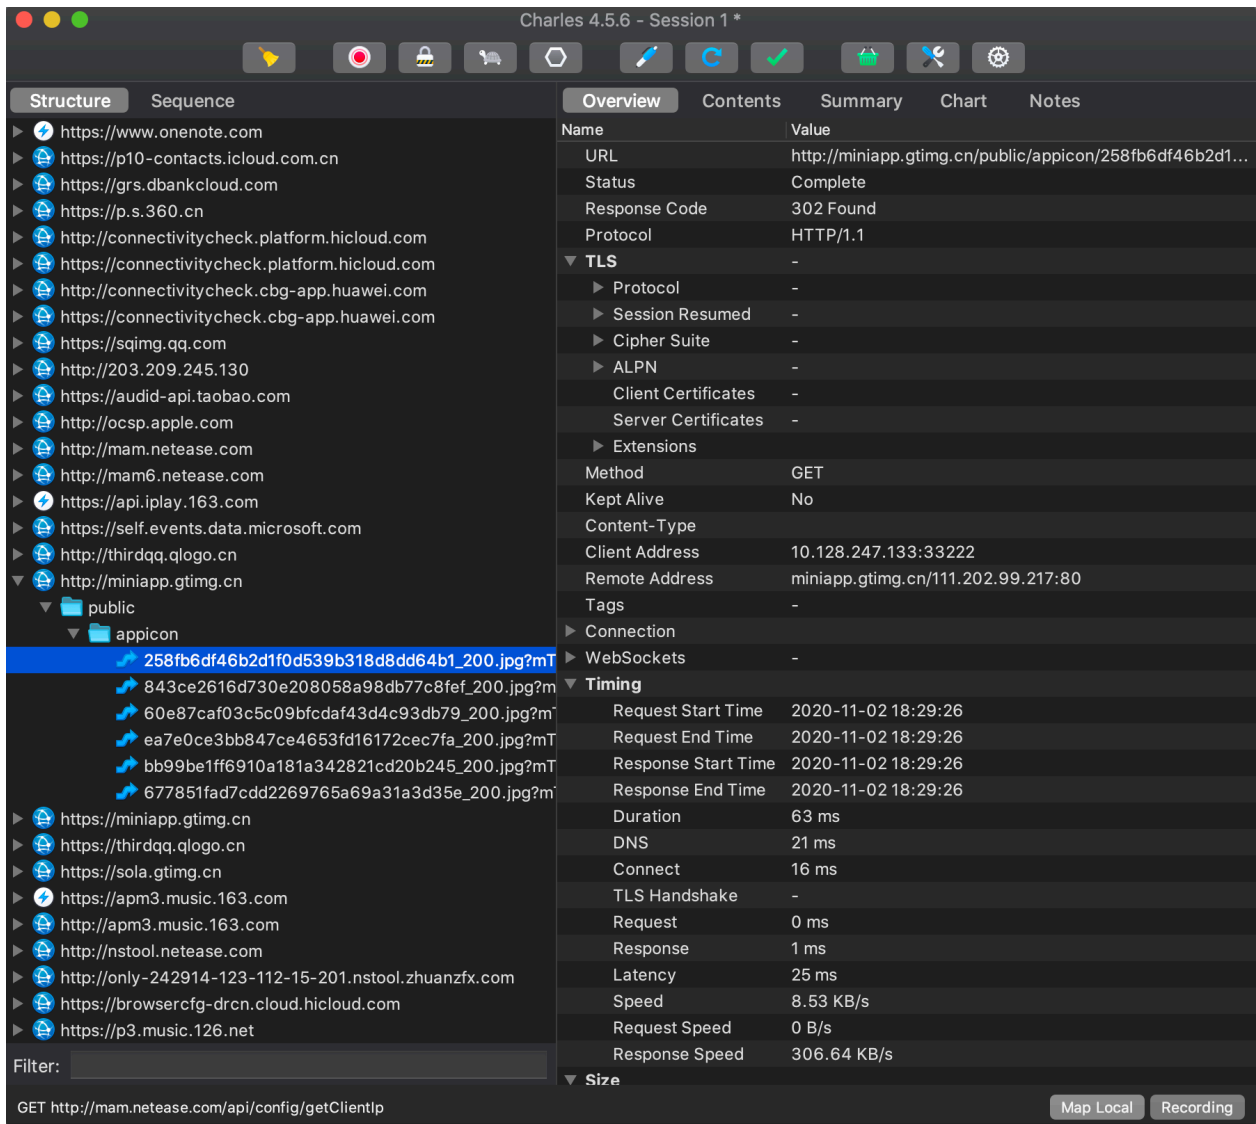 Charles 4.5.6 - Session 1 *
Structure Sequence
https://www.onenote.com
https://p10-contacts.icloud.com.cn
https://grs.dbankcloud.com
https://p.s.360.cn
http://connectivitycheck.platform.hicloud.com
https://connectivitycheck.platform.hicloud.com
http://connectivitycheck.cbg-app.huawei.com
https://connectivitycheck.cbg-app.huawei.com
https://sqimg.qq.com
http://203.209.245.130
https://audid-api.taobao.com
http://ocsp.apple.com
http://mam.netease.com
http://mam6.netease.com
https://api.iplay.163.com
https://self.events.data.microsoft.com
http://thirdqq.qlogo.cn
http://miniapp.gtimg.cn
public
appicon
258fb6df46b2d1f0d539b318d8dd64b1_200.jpg?mT
843ce2616d730e208058a98db77c8fef_200.jpg?m
60e87caf03c5c09bfcdaf43d4c93db79_200.jpg?m
ea7e0ce3bb847ce4653fd16172cec7fa_200.jpg?mT
bb99be1ff6910a181a342821cd20b245_200.jpg?mT
677851fad7cdd2269765a69a31a3d35e_200.jpg?m
https://miniapp.gtimg.cn
https://thirdqq.qlogo.cn
https://sola.gtimg.cn
https://apm3.music.163.com
http://apm3.music.163.com
http://nstool.netease.com
http://only-242914-123-112-15-201.nstool.zhuanzfx.com
https://browsercfg-drcn.cloud.hicloud.com
https://p3.music.126.net
Filter:
Overview Contents Summary Chart Notes
Name Value
URL http://miniapp.gtimg.cn/public/appicon/258fb6df46b2d1...
Status Complete
Response Code 302 Found
Protocol HTTP/1.1
TLS -
Protocol -
Session Resumed -
Cipher Suite -
ALPN -
Client Certificates -
Server Certificates -
Extensions
Method GET
Kept Alive No
Content-Type
Client Address 10.128.247.133:33222
Remote Address miniapp.gtimg.cn/111.202.99.217:80
Tags -
Connection
WebSockets -
Timing
Request Start Time 2020-11-02 18:29:26
Request End Time 2020-11-02 18:29:26
Response Start Time 2020-11-02 18:29:26
Response End Time 2020-11-02 18:29:26
Duration 63 ms
DNS 21 ms
Connect 16 ms
TLS Handshake -
Request 0 ms
Response 1 ms
Latency 25 ms
Speed 8.53 KB/s
Request Speed 0 B/s
Response Speed 306.64 KB/s
Size
GET http://mam.netease.com/api/config/getClientIp
Map Local Recording